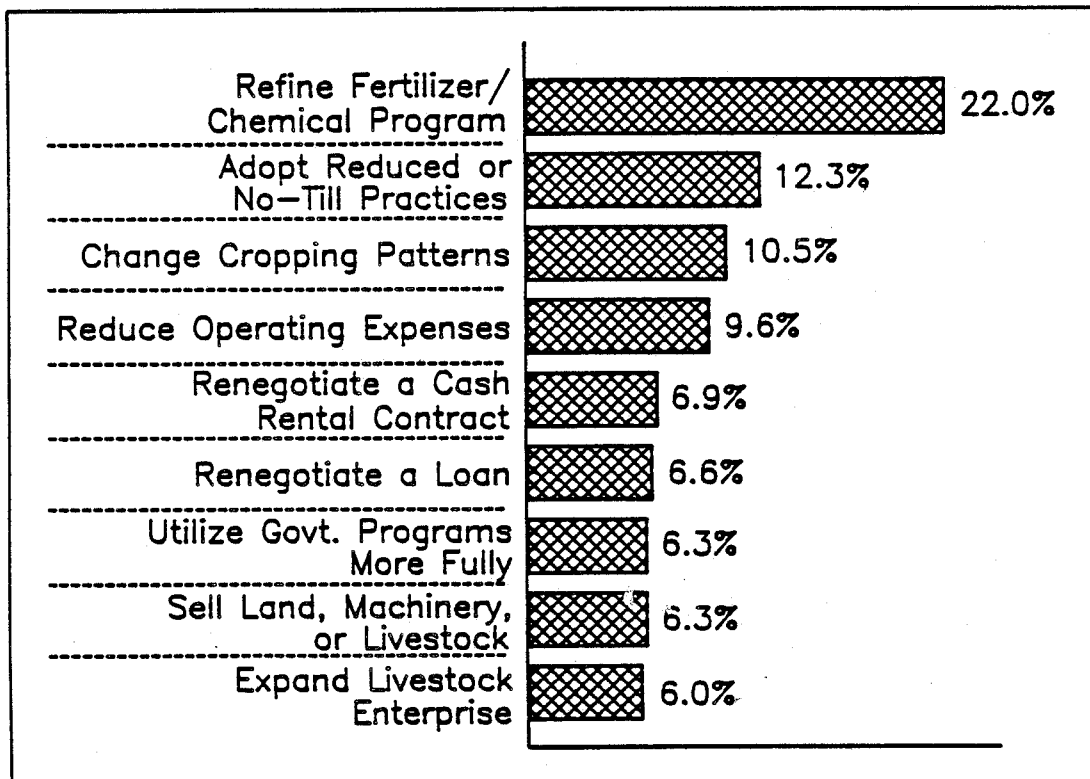 Refine Fertilizer/
Chemical Program
22.0%
Adopt Reduced or
No-Till Practices
12.3%
Change Cropping Patterns
10.5%
Reduce Operating Expenses
9.6%
Renegotiate a Cash
Rental Contract
6.9%
Renegotiate a Loan
6.6%
Utilize Govt. Programs
More Fully
6.3%
Sell Land, Machinery,
or Livestock
6.3%
Expand Livestock
Enterprise
6.0%